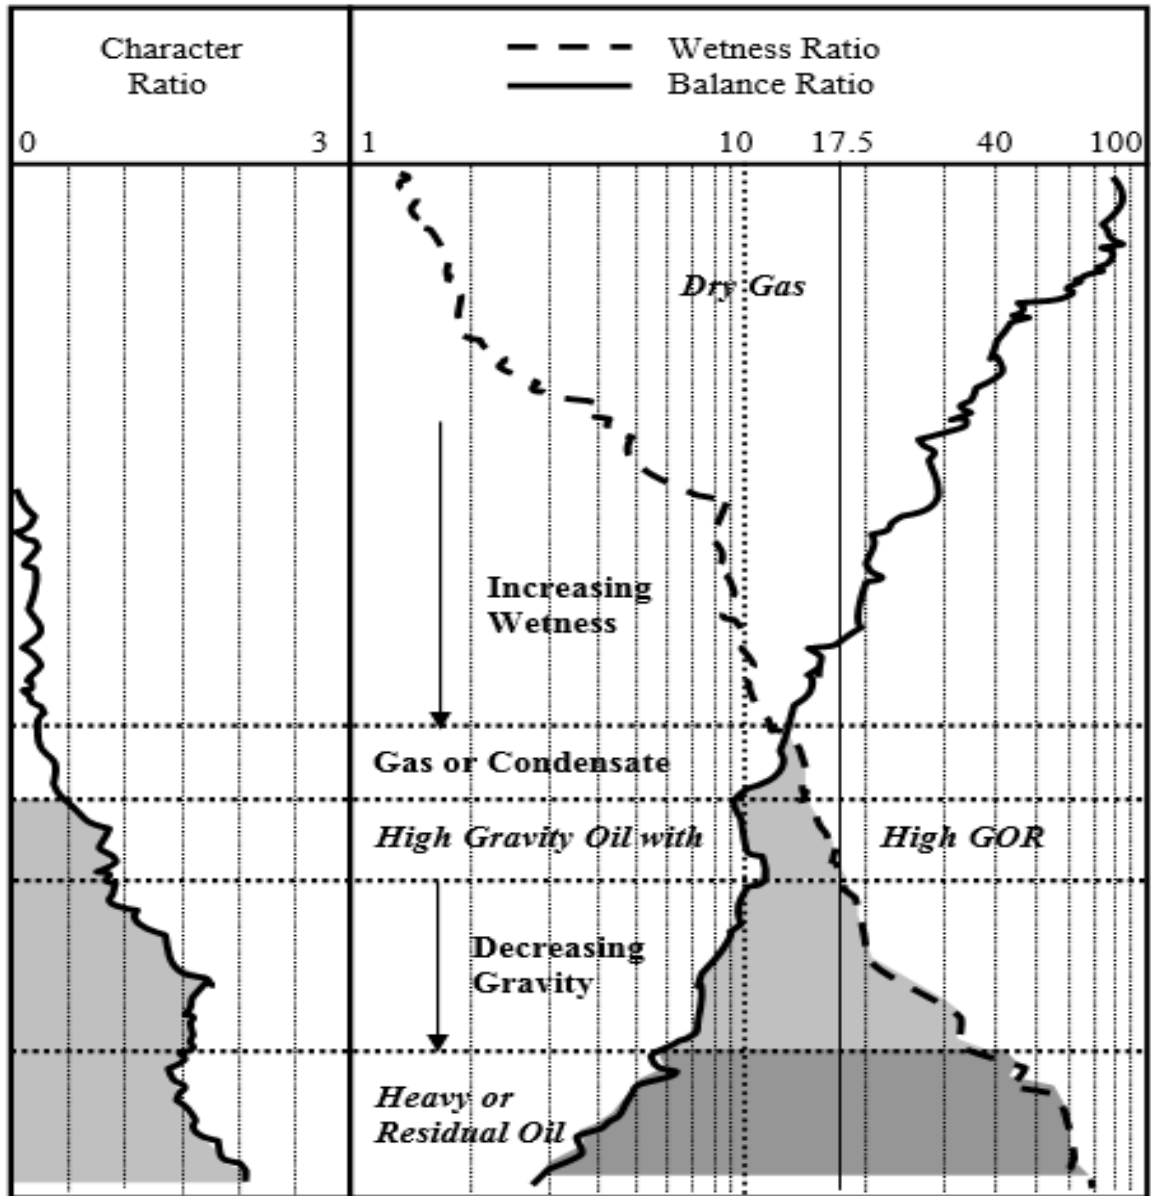 Character
Ratio
Wetness Ratio
Balance Ratio
0 3 1 10 17.5 40 100
Dry Gas
Increasing
Wetness
Gas or Condensate
High Gravity Oil with High GOR
Decreasing
Gravity
Heavy or
Residual Oil